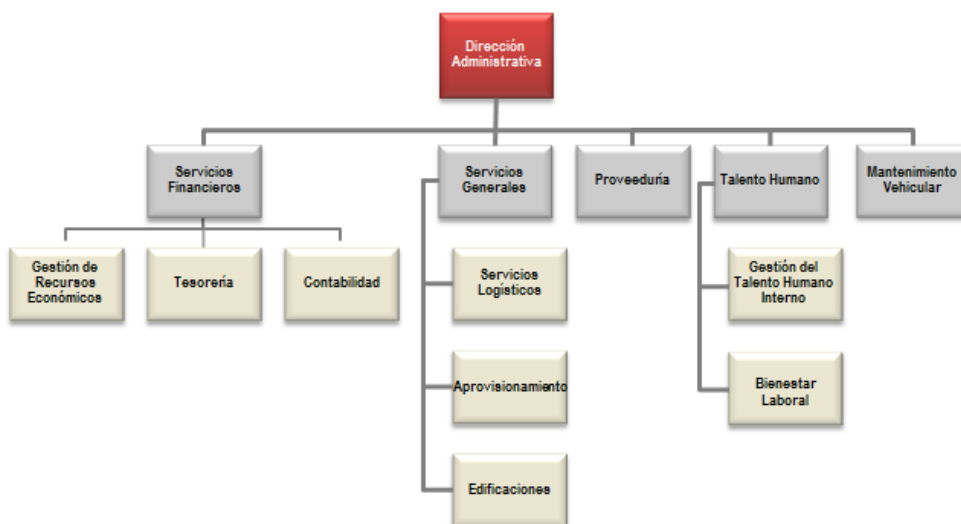 Dirección
Administrativa
Servicios
Financieros
Servicios
Generales
Proveeduría
Talento Humano
Mantenimiento
Vehicular
Gestión de
Recursos
Económicos
Tesorería
Contabilidad
Servicios
Logísticos
Gestión del
Talento Humano
Interno
Aprovisionamiento
Bienestar
Laboral
Edificaciones